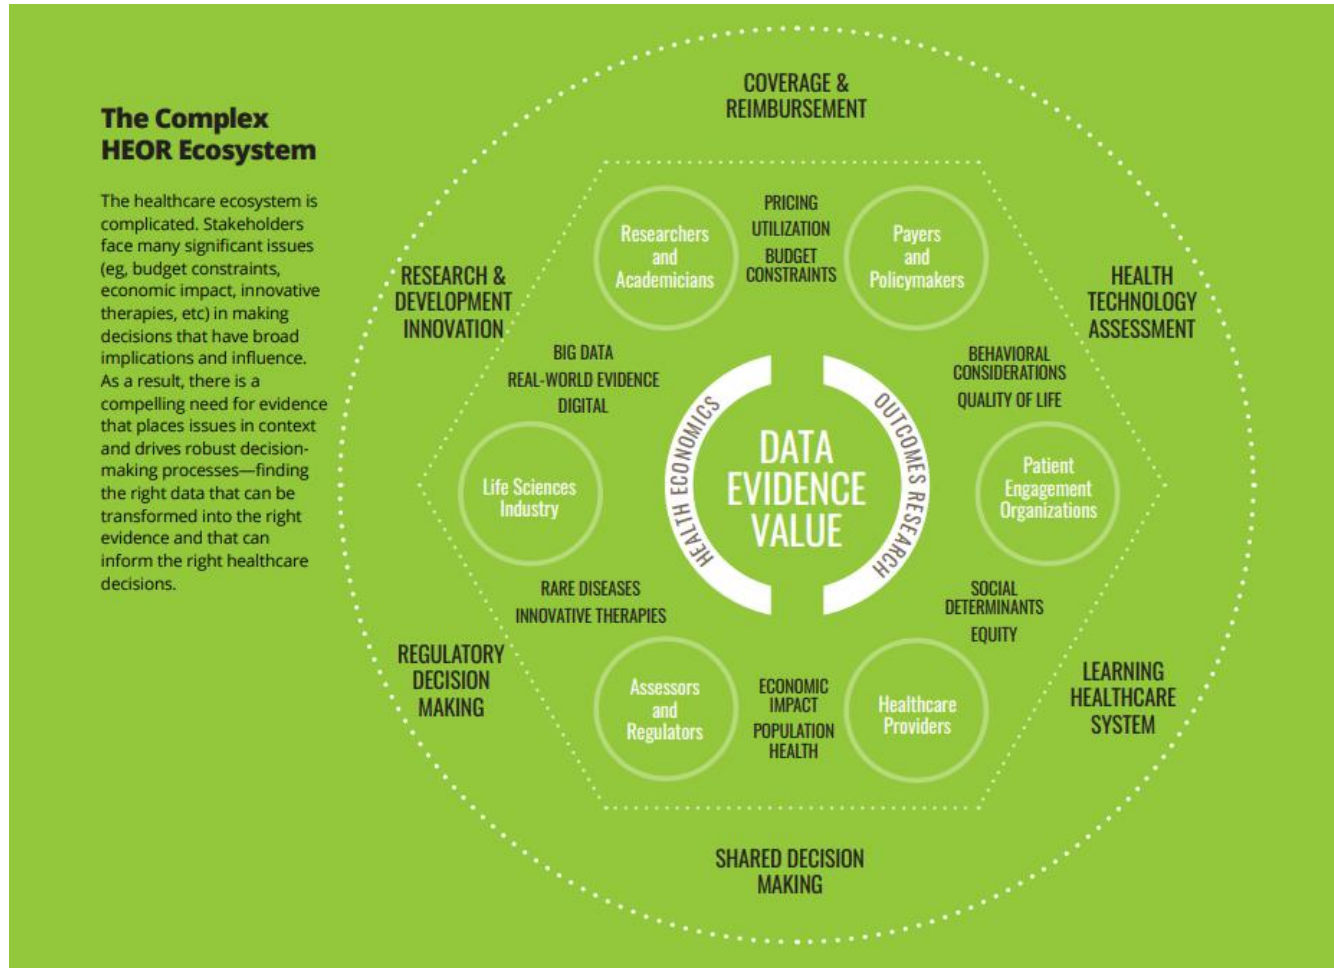 The Complex
HEOR Ecosystem
The healthcare ecosystem is
complicated. Stakeholders
face many significant issues
(eg, budget constraints,
economic impact, innovative
therapies, etc) in making
decisions that have broad
implications and influence.
As a result, there is a
compelling need for evidence
that places issues in context
and drives robust decision-
making processes—finding
the right data that can be
transformed into the right
evidence and that can
inform the right healthcare
decisions.
COVERAGE &
REIMBURSEMENT
RESEARCH &
DEVELOPMENT
INNOVATION
HEALTH
TECHNOLOGY
ASSESSMENT
Researchers
and
Academicians
PRICING
UTILIZATION
BUDGET
CONSTRAINTS
Payers
and
Policymakers
BIG DATA
REAL-WORLD EVIDENCE
DIGITAL
BEHAVIORAL
CONSIDERATIONS
QUALITY OF LIFE
Life Sciences
Industry
HEALTH ECONOMICS
DATA
EVIDENCE
VALUE
OUTCOMES RESEARCH
Patient
Engagement
Organizations
RARE DISEASES
INNOVATIVE THERAPIES
SOCIAL
DETERMINANTS
EQUITY
REGULATORY
DECISION
MAKING
Assessors
and
Regulators
ECONOMIC
IMPACT
POPULATION
HEALTH
Healthcare
Providers
LEARNING
HEALTHCARE
SYSTEM
SHARED DECISION
MAKING